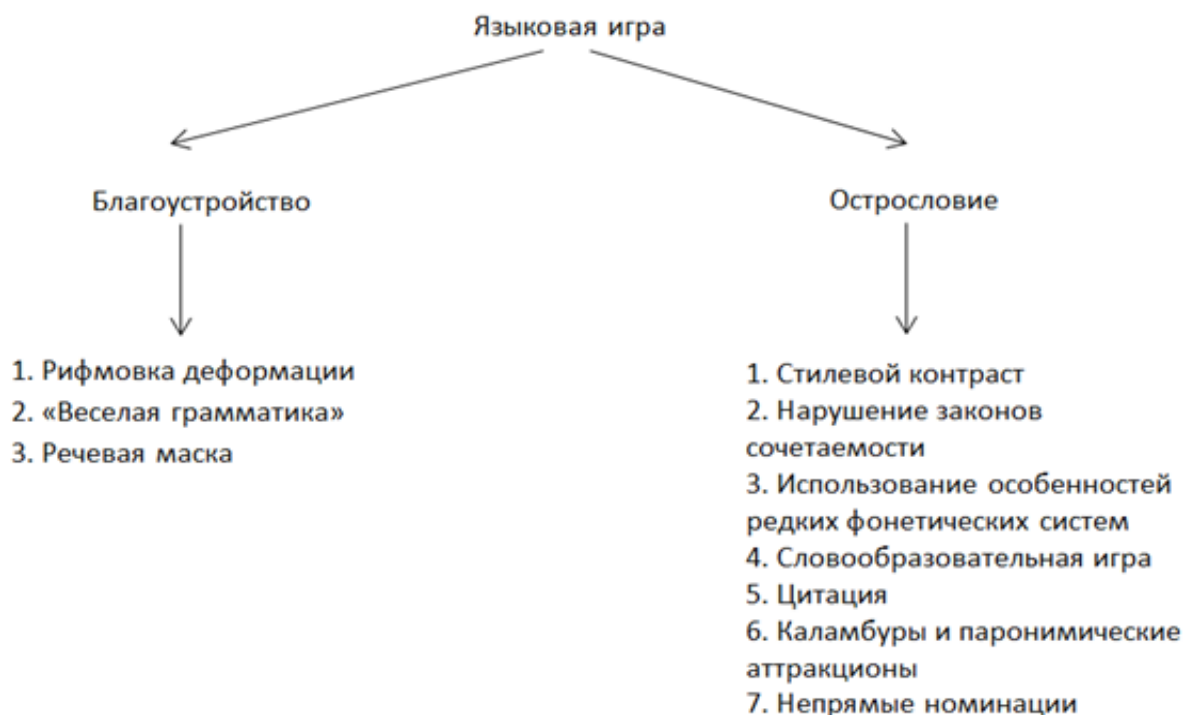 Языковая игра
Благоустройство
Острословие
1. Рифмовка деформации
2. «Веселая грамматика»
3. Речевая маска
1. Стилевой контраст
2. Нарушение законов
сочетаемости
3. Использование особенностей
редких фонетических систем
4. Словообразовательная игра
5. Цитация
6. Каламбуры и паронимические
аттракционы
7. Непрямые номинации